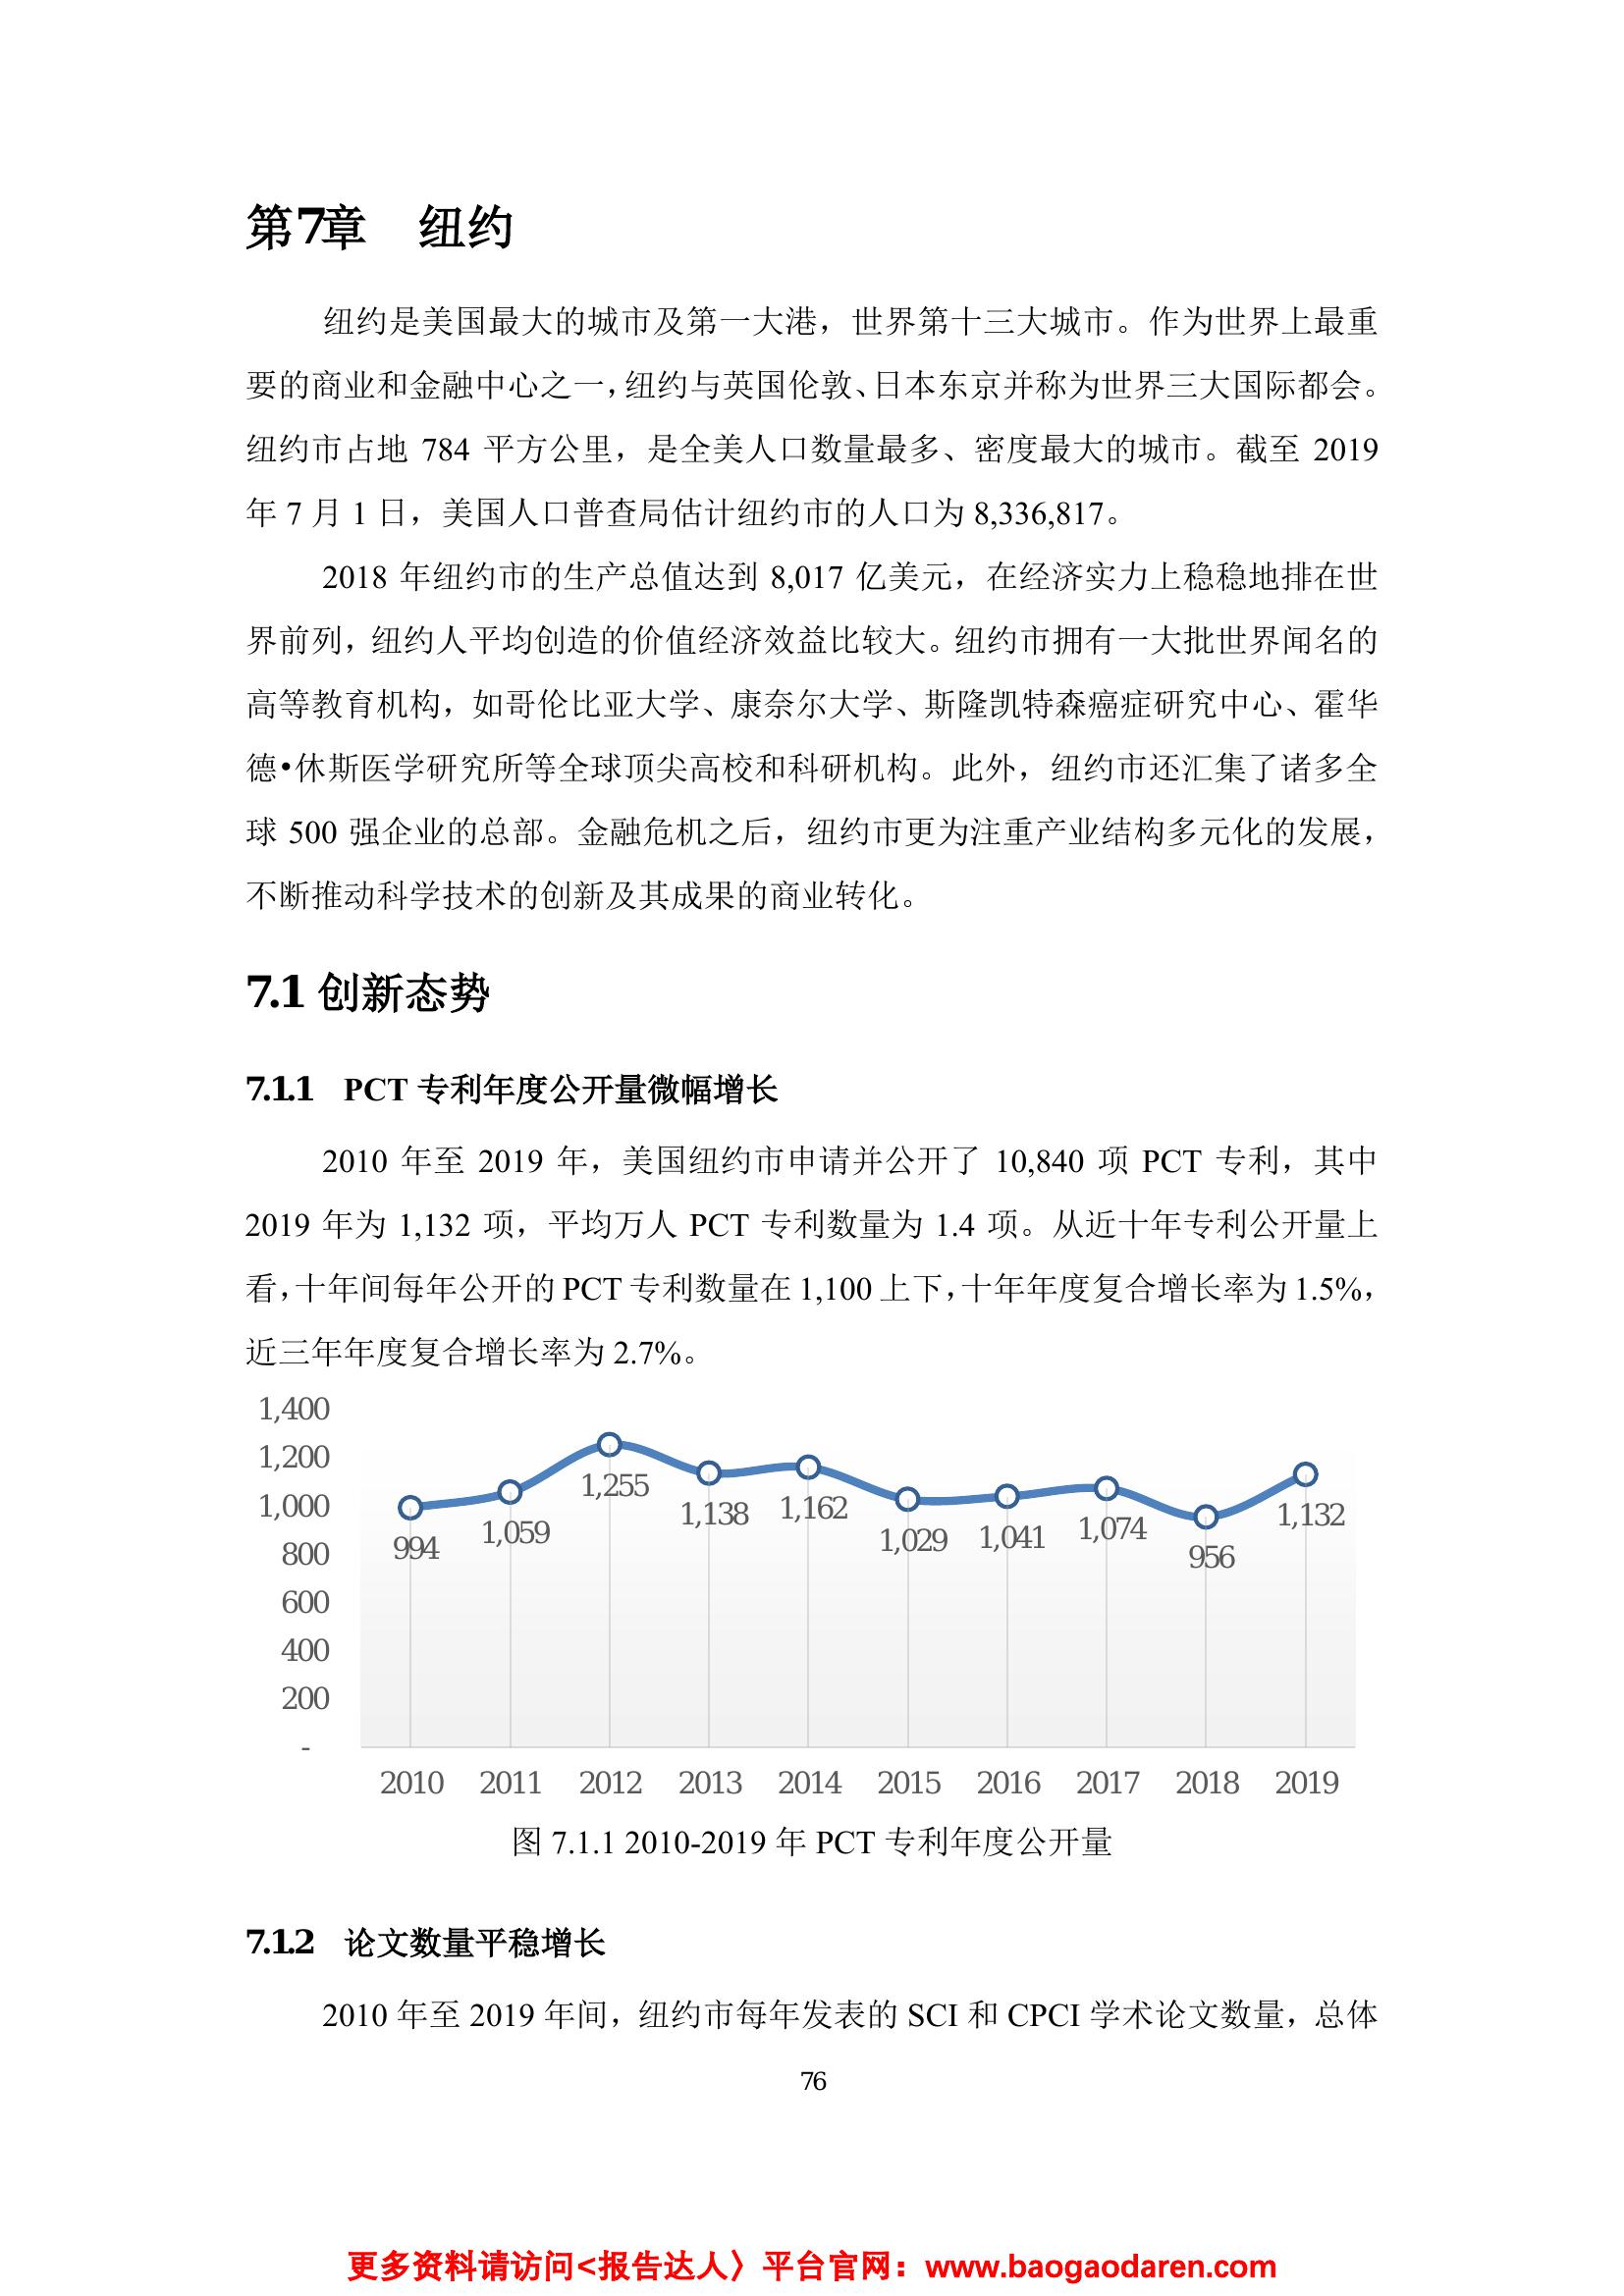 第7章 纽约
纽约是美国最大的城市及第一大港，世界第十三大城市。作为世界上最重
要的商业和金融中心之一，纽约与英国伦敦、日本东京并称为世界三大国际都会。
纽约市占地 784 平方公里，是全美人口数量最多、密度最大的城市。截至 2019
年 7 月 1 日，美国人口普查局估计纽约市的人口为 8,336,817。
2018 年纽约市的生产总值达到 8,017 亿美元，在经济实力上稳稳地排在世
界前列，纽约人平均创造的价值经济效益比较大。纽约市拥有一大批世界闻名的
高等教育机构，如哥伦比亚大学、康奈尔大学、斯隆凯特森癌症研究中心、霍华
德•休斯医学研究所等全球顶尖高校和科研机构。此外，纽约市还汇集了诸多全
球 500 强企业的总部。金融危机之后，纽约市更为注重产业结构多元化的发展，
不断推动科学技术的创新及其成果的商业转化。
7.1 创新态势
7.1.1 PCT 专利年度公开量微幅增长
2010 年至 2019 年，美国纽约市申请并公开了 10,840 项 PCT 专利，其中
2019 年为 1,132 项，平均万人 PCT 专利数量为 1.4 项。从近十年专利公开量上
看，十年间每年公开的 PCT 专利数量在 1,100 上下，十年年度复合增长率为 1.5%，
近三年年度复合增长率为 2.7%。
1,400
1,200
1,000
800
600
400
200
-
994 1,059 1,255 1,138 1,162 1,029 1,041 1,074 956 1,132
2010 2011 2012 2013 2014 2015 2016 2017 2018 2019
图 7.1.1 2010-2019 年 PCT 专利年度公开量
7.1.2 论文数量平稳增长
2010 年至 2019 年间，纽约市每年发表的 SCI 和 CPCI 学术论文数量，总体
76
更多资料请访问<报告达人〉平台官网：www.baogaodaren.com